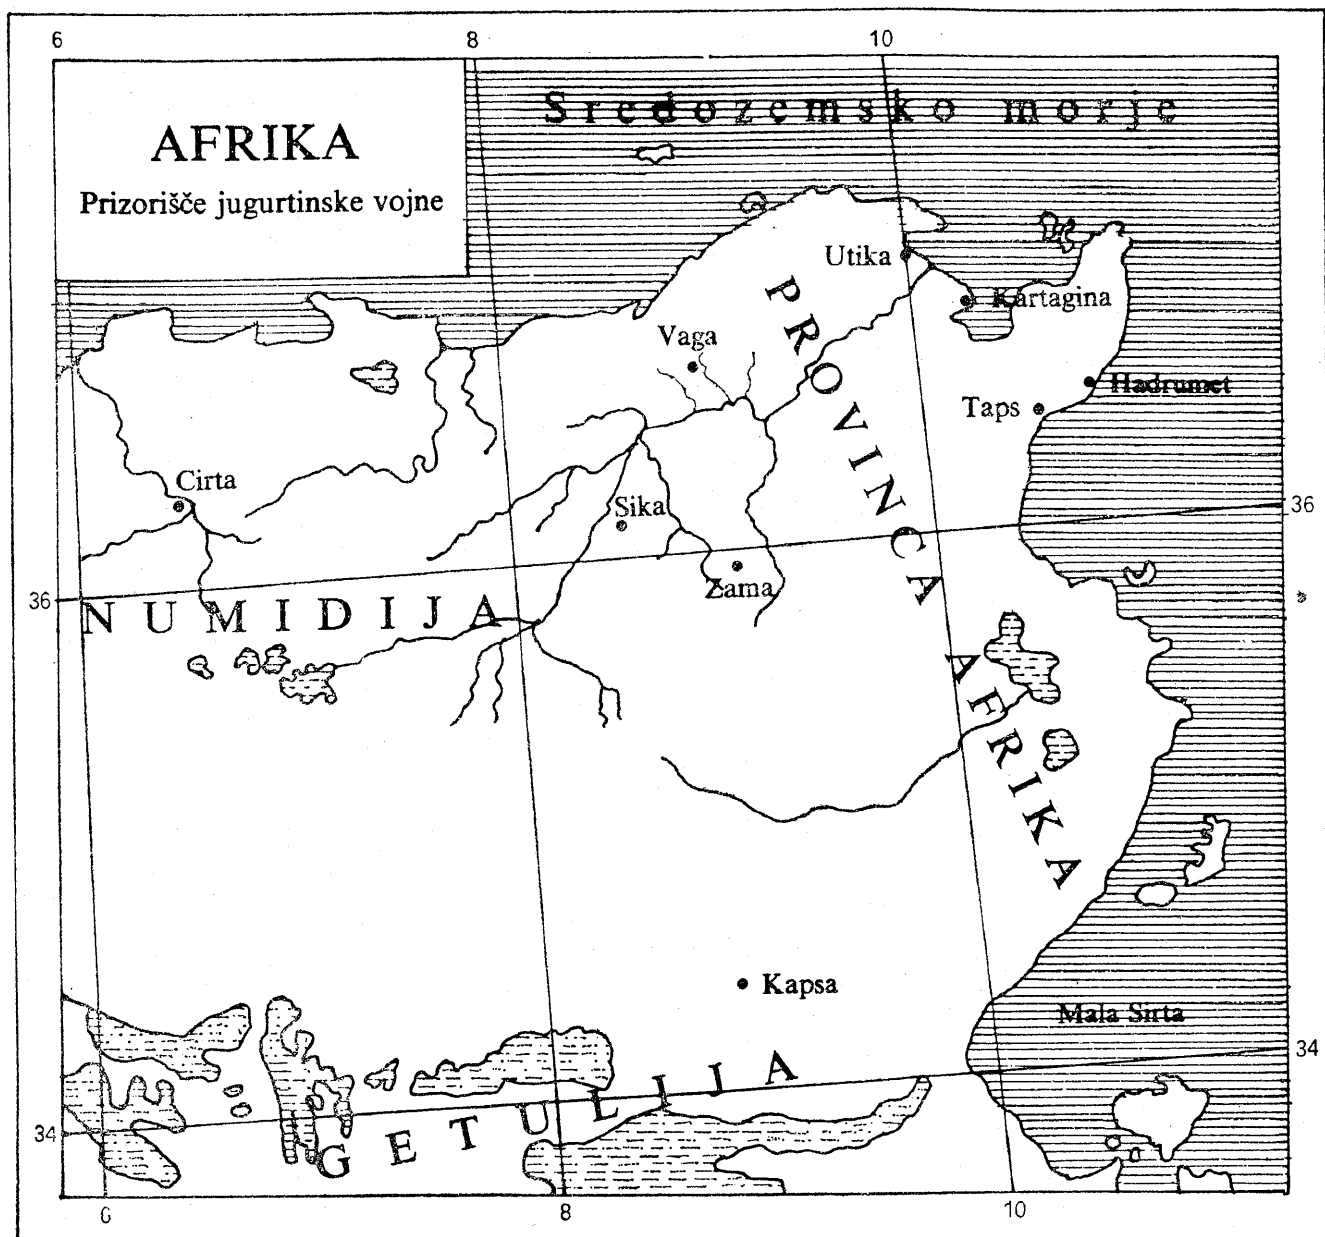 6 8 10
Sredozemsko morje
AFRIKA
Prizorišče jugurtinske vojne
Utika
Kartagina
Vaga
Hadrumet
Taps
PROVINCA AFRIKA
Cirta
Sika
36
Zama
36
NUMIDIJA
Kapsa
Mala Sirta
34
GETULIJA
34
6 8 10